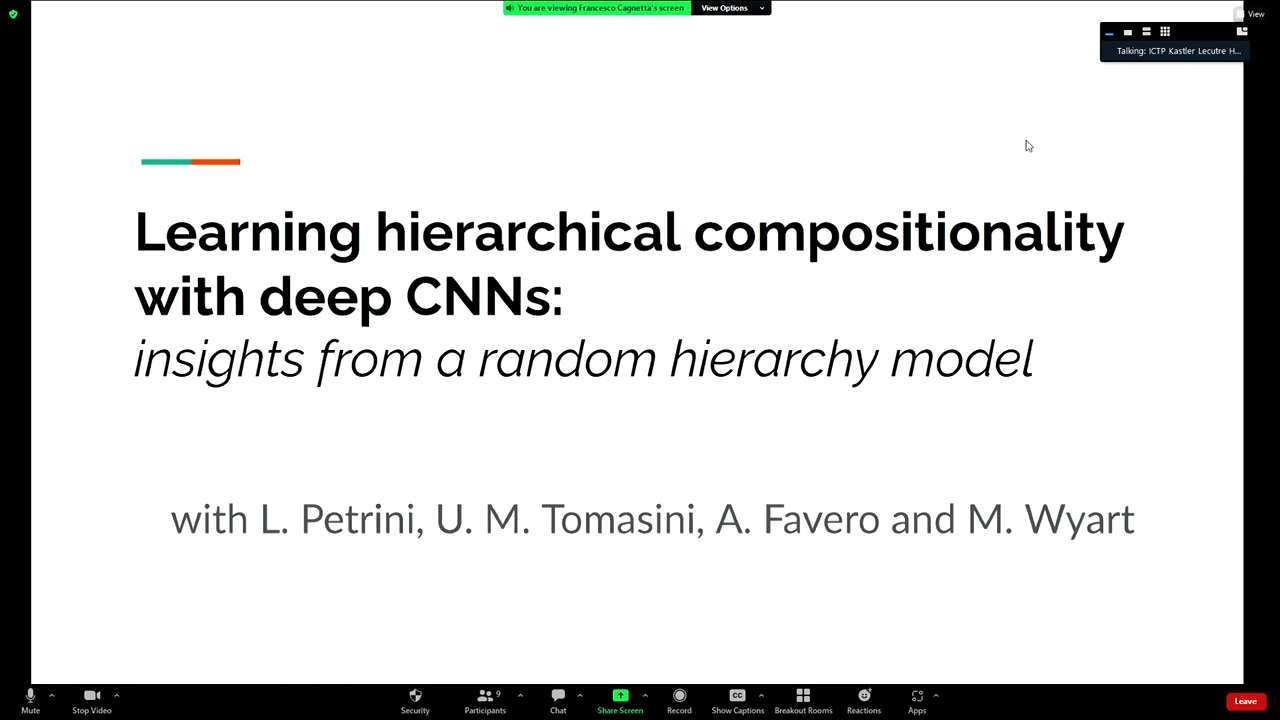 You are viewing Francesco Cagnetta's screen
View Options
View
Talking: ICTP Kastler Lecutre H...
Learning hierarchical compositionality
with deep CNNs:
insights from a random hierarchy model
with L. Petrini, U. M. Tomasini, A. Favero and M. Wyart
Mute
Stop Video
Security
Participants
9
Chat
Share Screen
Record
CC
Show Captions
Breakout Rooms
Reactions
Apps
Leave